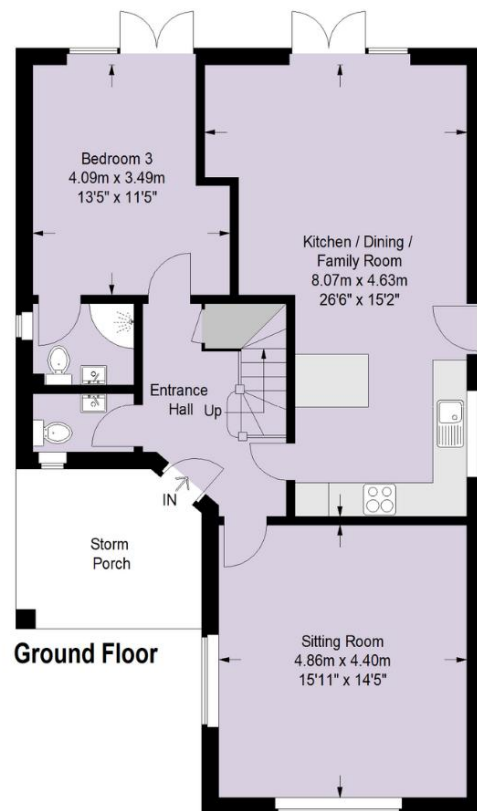 Bedroom 3
4.09m x 3.49m
13'5" x 11'5"
Kitchen / Dining /
Family Room
8.07m x 4.63m
26'6" x 15'2"
Entrance
Hall
Up
IN
Storm
Porch
Ground Floor
Sitting Room
4.86m x 4.40m
15'11" x 14'5"